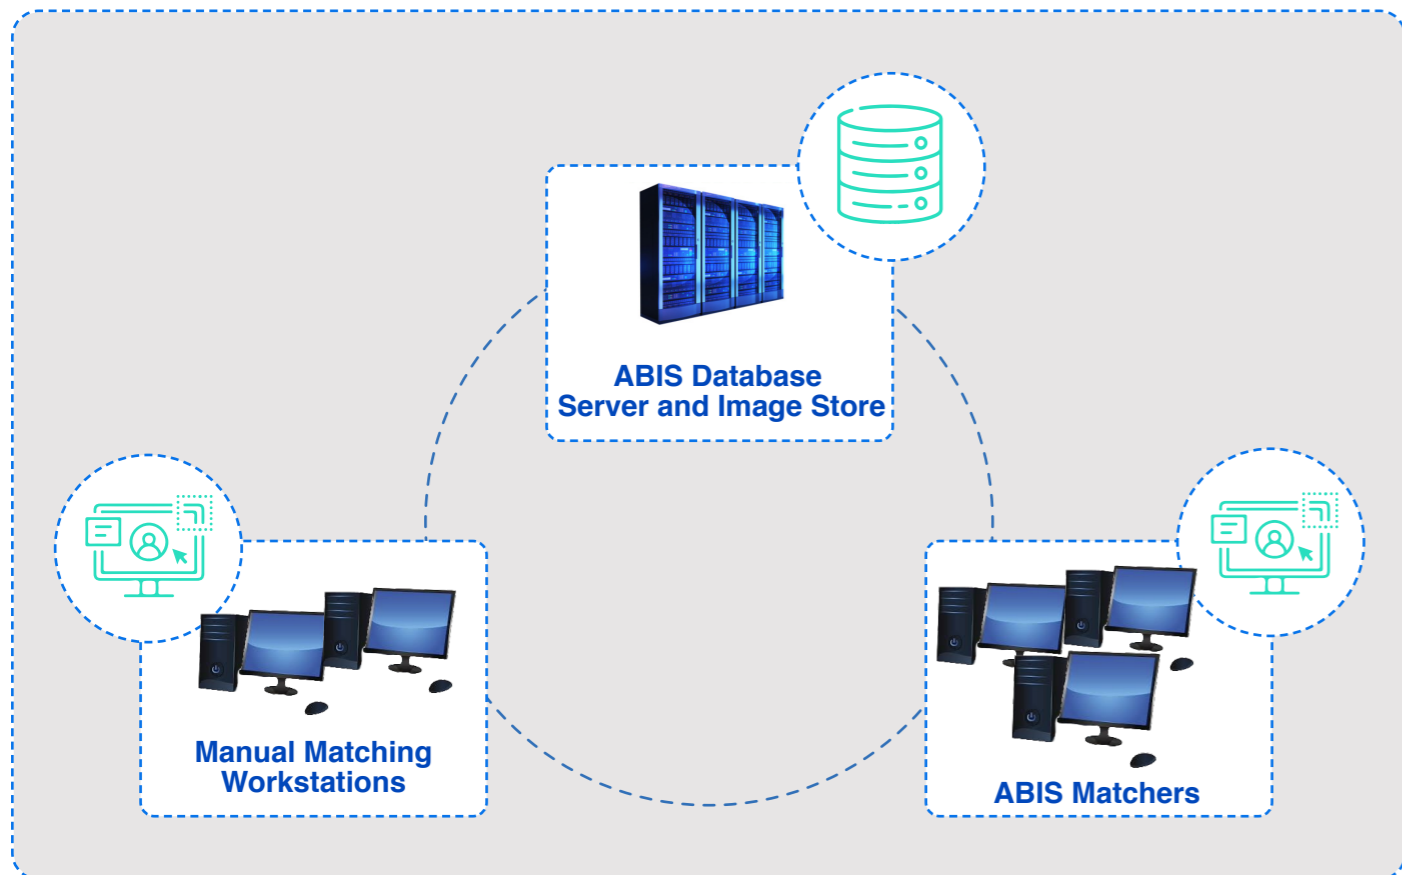 ABIS Database
Server and Image Store
Manual Matching
Workstations
ABIS Matchers